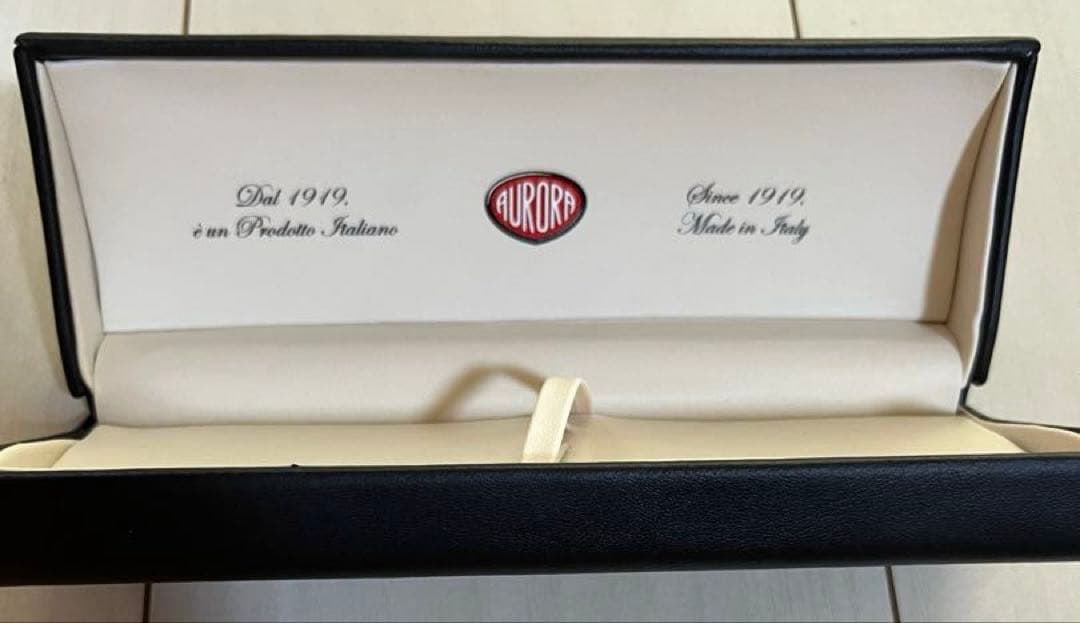 Dal 1919,
è un Prodotto Italiano
AURORA
Since 1919,
Made in Italy